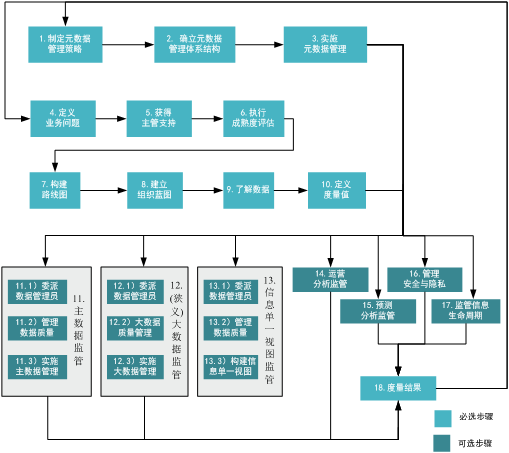 1. 制定元数据
管理策略
2. 确立元数据
管理体系结构
3. 实施
元数据管理
4. 定义
业务问题
5. 获得
主管支持
6. 执行
成熟度评估
7. 构建
路线图
8. 建立
组织蓝图
9. 了解数据
10. 定义
度量值
11.1）委派
数据管理员
11.2）管理
数据质量
11.3）实施
主数据管理
11.主数据监管
12.1）委派
数据管理员
12.2）大数据
质量管理
12.3）实施
大数据管理
12.(狭义)大数据监管
13.1）委派
数据管理员
13.2）管理
数据质量
13.3）构建信
息单一视图
13.信息单一视图监管
14. 运营
分析监管
15. 预测
分析监管
16. 管理
安全与隐私
17. 监管信息
生命周期
18. 度量结果
必选步骤
可选步骤